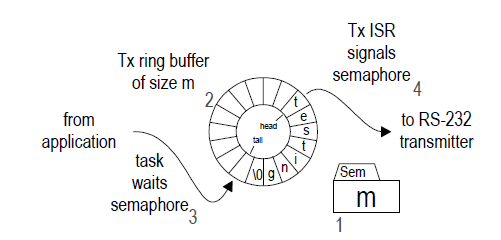 Tx ISR
signals
semaphore
4
Tx ring buffer
of size m
2
t
e
s
t
i
n
g
\0
head
tail
from
application
to RS-232
transmitter
task
waits
semaphore
3
Sem
m
1